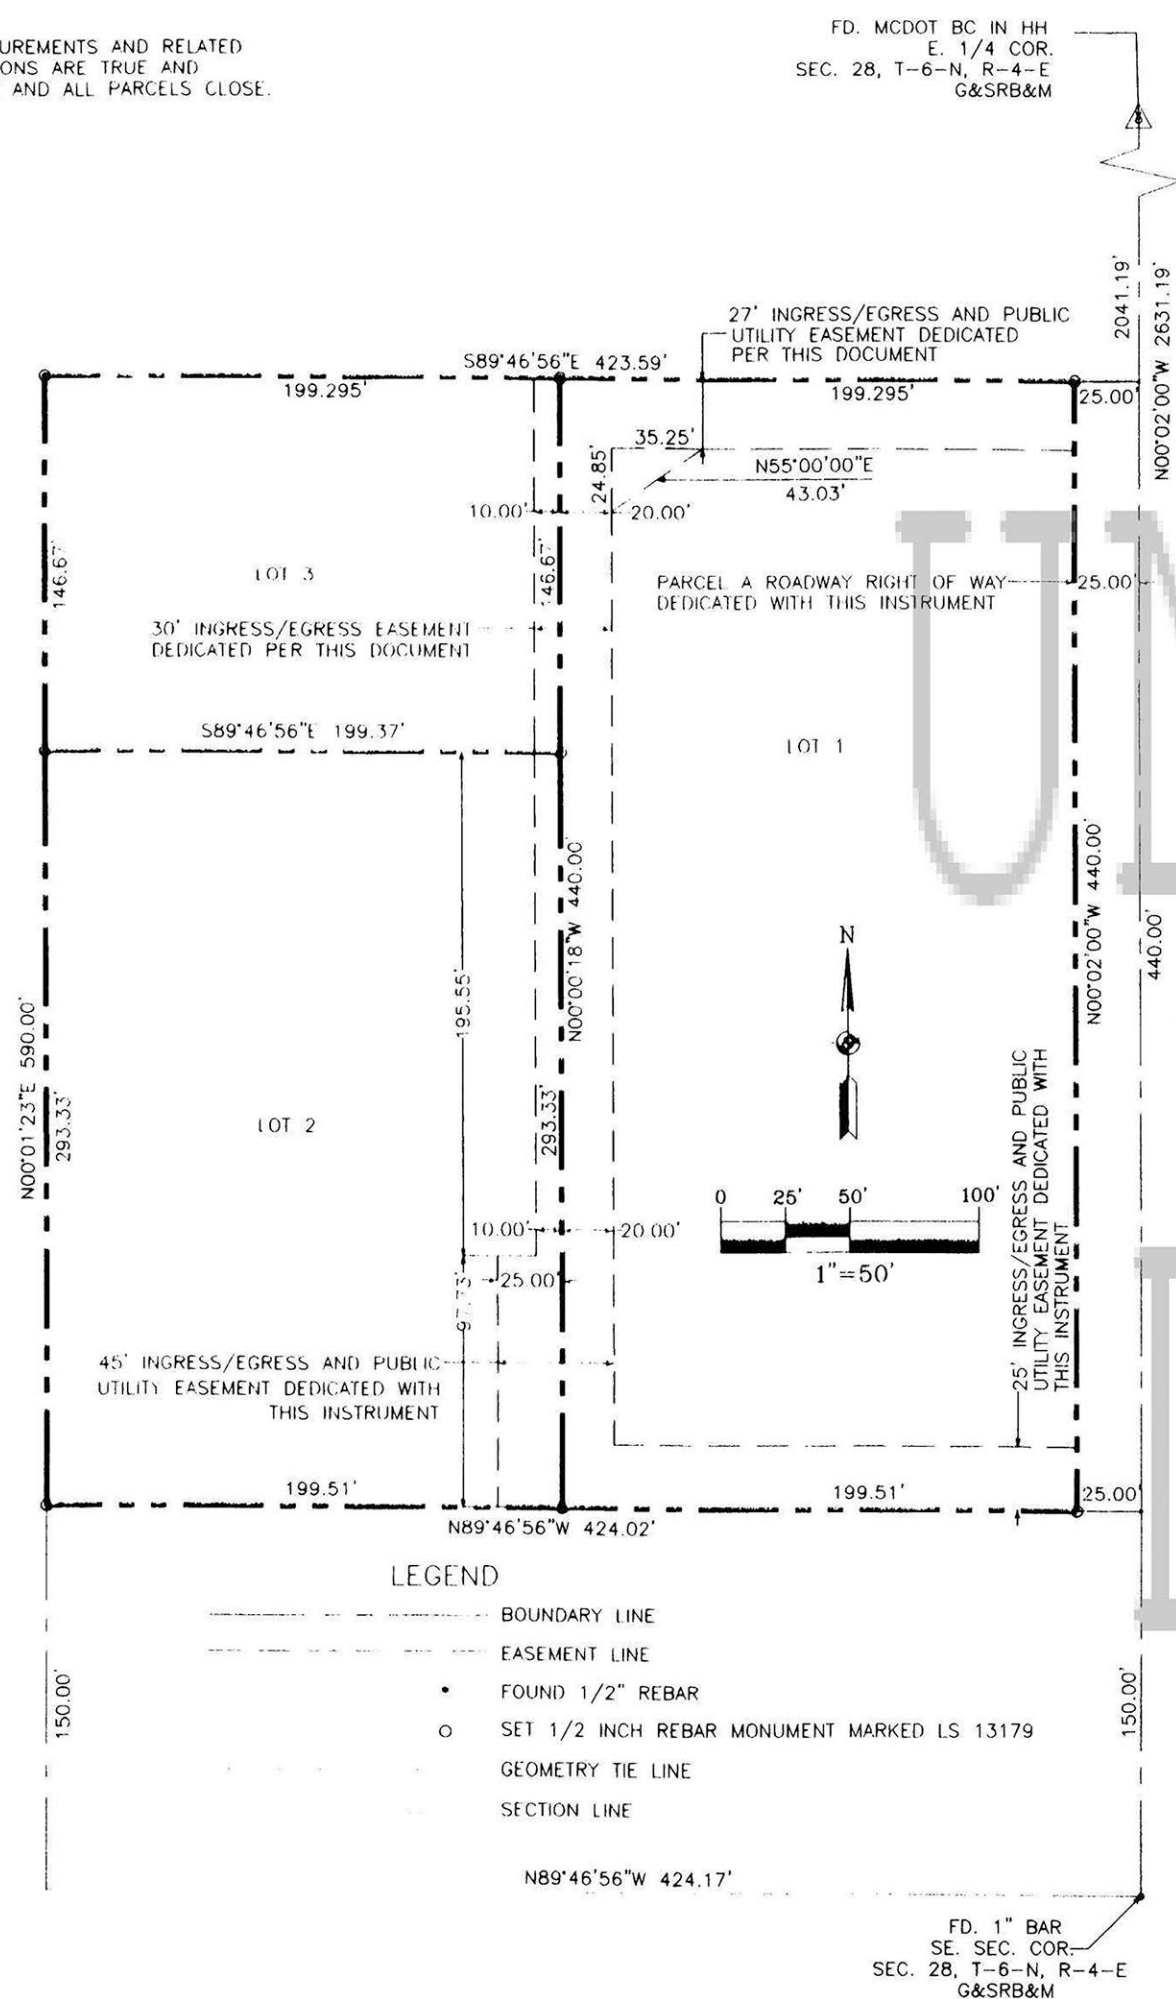 UREMENTS AND RELATED
ONS ARE TRUE AND
AND ALL PARCELS CLOSE.
FD. MCDOT BC IN HH
E. 1/4 COR.
SEC. 28, T-6-N, R-4-E
G&SRB&M
2041.19'
N00°02'00"W 2631.19'
27' INGRESS/EGRESS AND PUBLIC
UTILITY EASEMENT DEDICATED
PER THIS DOCUMENT
S89°46'56"E 423.59'
199.295'
199.295'
25.00'
35.25'
24.85'
N55°00'00"E
43.03'
10.00'
20.00'
146.67'
146.67'
LOT 3
PARCEL A ROADWAY RIGHT OF WAY
DEDICATED WITH THIS INSTRUMENT
25.00'
30' INGRESS/EGRESS EASEMENT
DEDICATED PER THIS DOCUMENT
S89°46'56"E 199.37'
LOT 1
N00°00'18"W 440.00'
N00°02'00"W 440.00'
440.00'
N
195.55'
N00°01'23"E 590.00'
293.33'
293.33'
LOT 2
25' INGRESS/EGRESS AND PUBLIC
UTILITY EASEMENT DEDICATED WITH
THIS INSTRUMENT
0 25' 50' 100'
1"=50'
10.00'
20.00'
25.00'
97.73'
45' INGRESS/EGRESS AND PUBLIC
UTILITY EASEMENT DEDICATED WITH
THIS INSTRUMENT
199.51'
199.51'
25.00'
N89°46'56"W 424.02'
LEGEND
BOUNDARY LINE
EASEMENT LINE
FOUND 1/2" REBAR
SET 1/2 INCH REBAR MONUMENT MARKED LS 13179
GEOMETRY TIE LINE
SECTION LINE
150.00'
150.00'
N89°46'56"W 424.17'
FD. 1" BAR
SE. SEC. COR.
SEC. 28, T-6-N, R-4-E
G&SRB&M